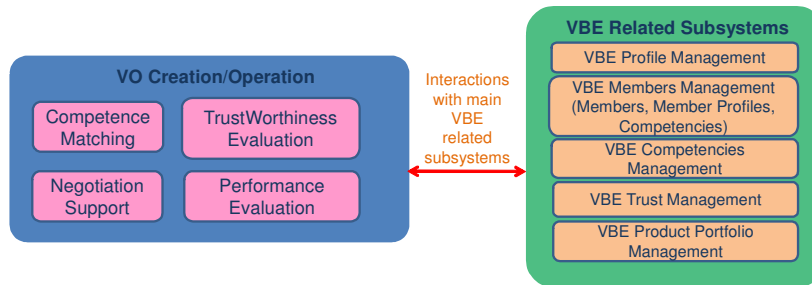 VO Creation/Operation
Competence
Matching
TrustWorthiness
Evaluation
Negotiation
Support
Performance
Evaluation
Interactions
with main
VBE
related
subsystems
VBE Related Subsystems
VBE Profile Management
VBE Members Management
(Members, Member Profiles,
Competencies)
VBE Competencies
Management
VBE Trust Management
VBE Product Portfolio
Management